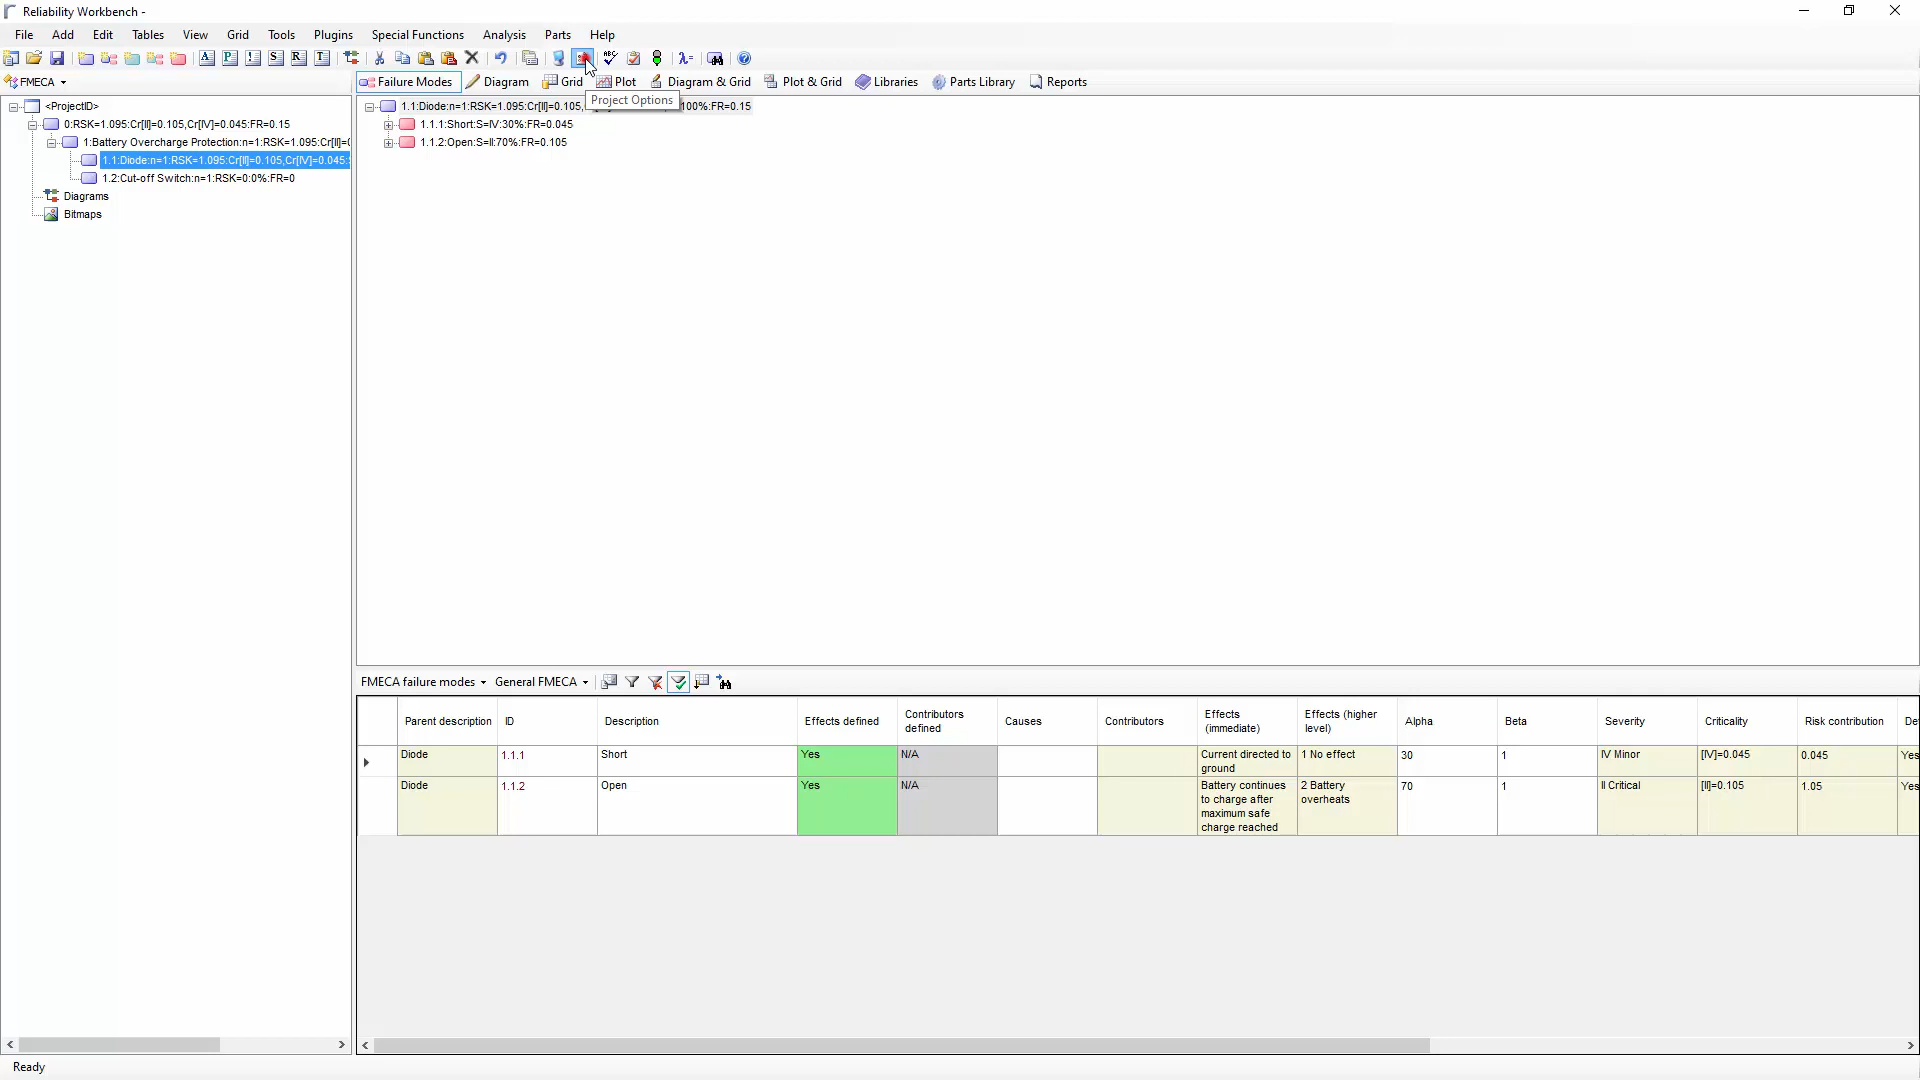 Reliability Workbench -
File Add Edit Tables View Grid Tools Plugins Special Functions Analysis Parts Help
FMECA
<ProjectID>
0:RSK=1.095:Cr[II]=0.105,Cr[IV]=0.045:FR=0.15
1:Battery Overcharge Protection:n=1:RSK=1.095:Cr[II]=
1.1:Diode:n=1:RSK=1.095:Cr[II]=0.105,Cr[IV]=0.045:
1.2:Cut-off Switch:n=1:RSK=0:0%:FR=0
Diagrams
Bitmaps
Failure Modes Diagram Grid Plot Diagram & Grid Plot & Grid Libraries Parts Library Reports
Project Options
1.1:Diode:n=1:RSK=1.095:Cr[II]=0.105, 100%:FR=0.15
1.1.1:Short:S=IV:30%:FR=0.045
1.1.2:Open:S=II:70%:FR=0.105
FMECA failure modes General FMECA
Parent description ID Description Effects defined Contributors defined Causes Contributors Effects (immediate) Effects (higher level) Alpha Beta Severity Criticality Risk contribution De
Diode 1.1.1 Short Yes N/A Current directed to ground 1 No effect 30 1 IV Minor [IV]=0.045 0.045 Yes
Diode 1.1.2 Open Yes N/A Battery continues to charge after maximum safe charge reached 2 Battery overheats 70 1 II Critical [II]=0.105 1.05 Yes
Ready